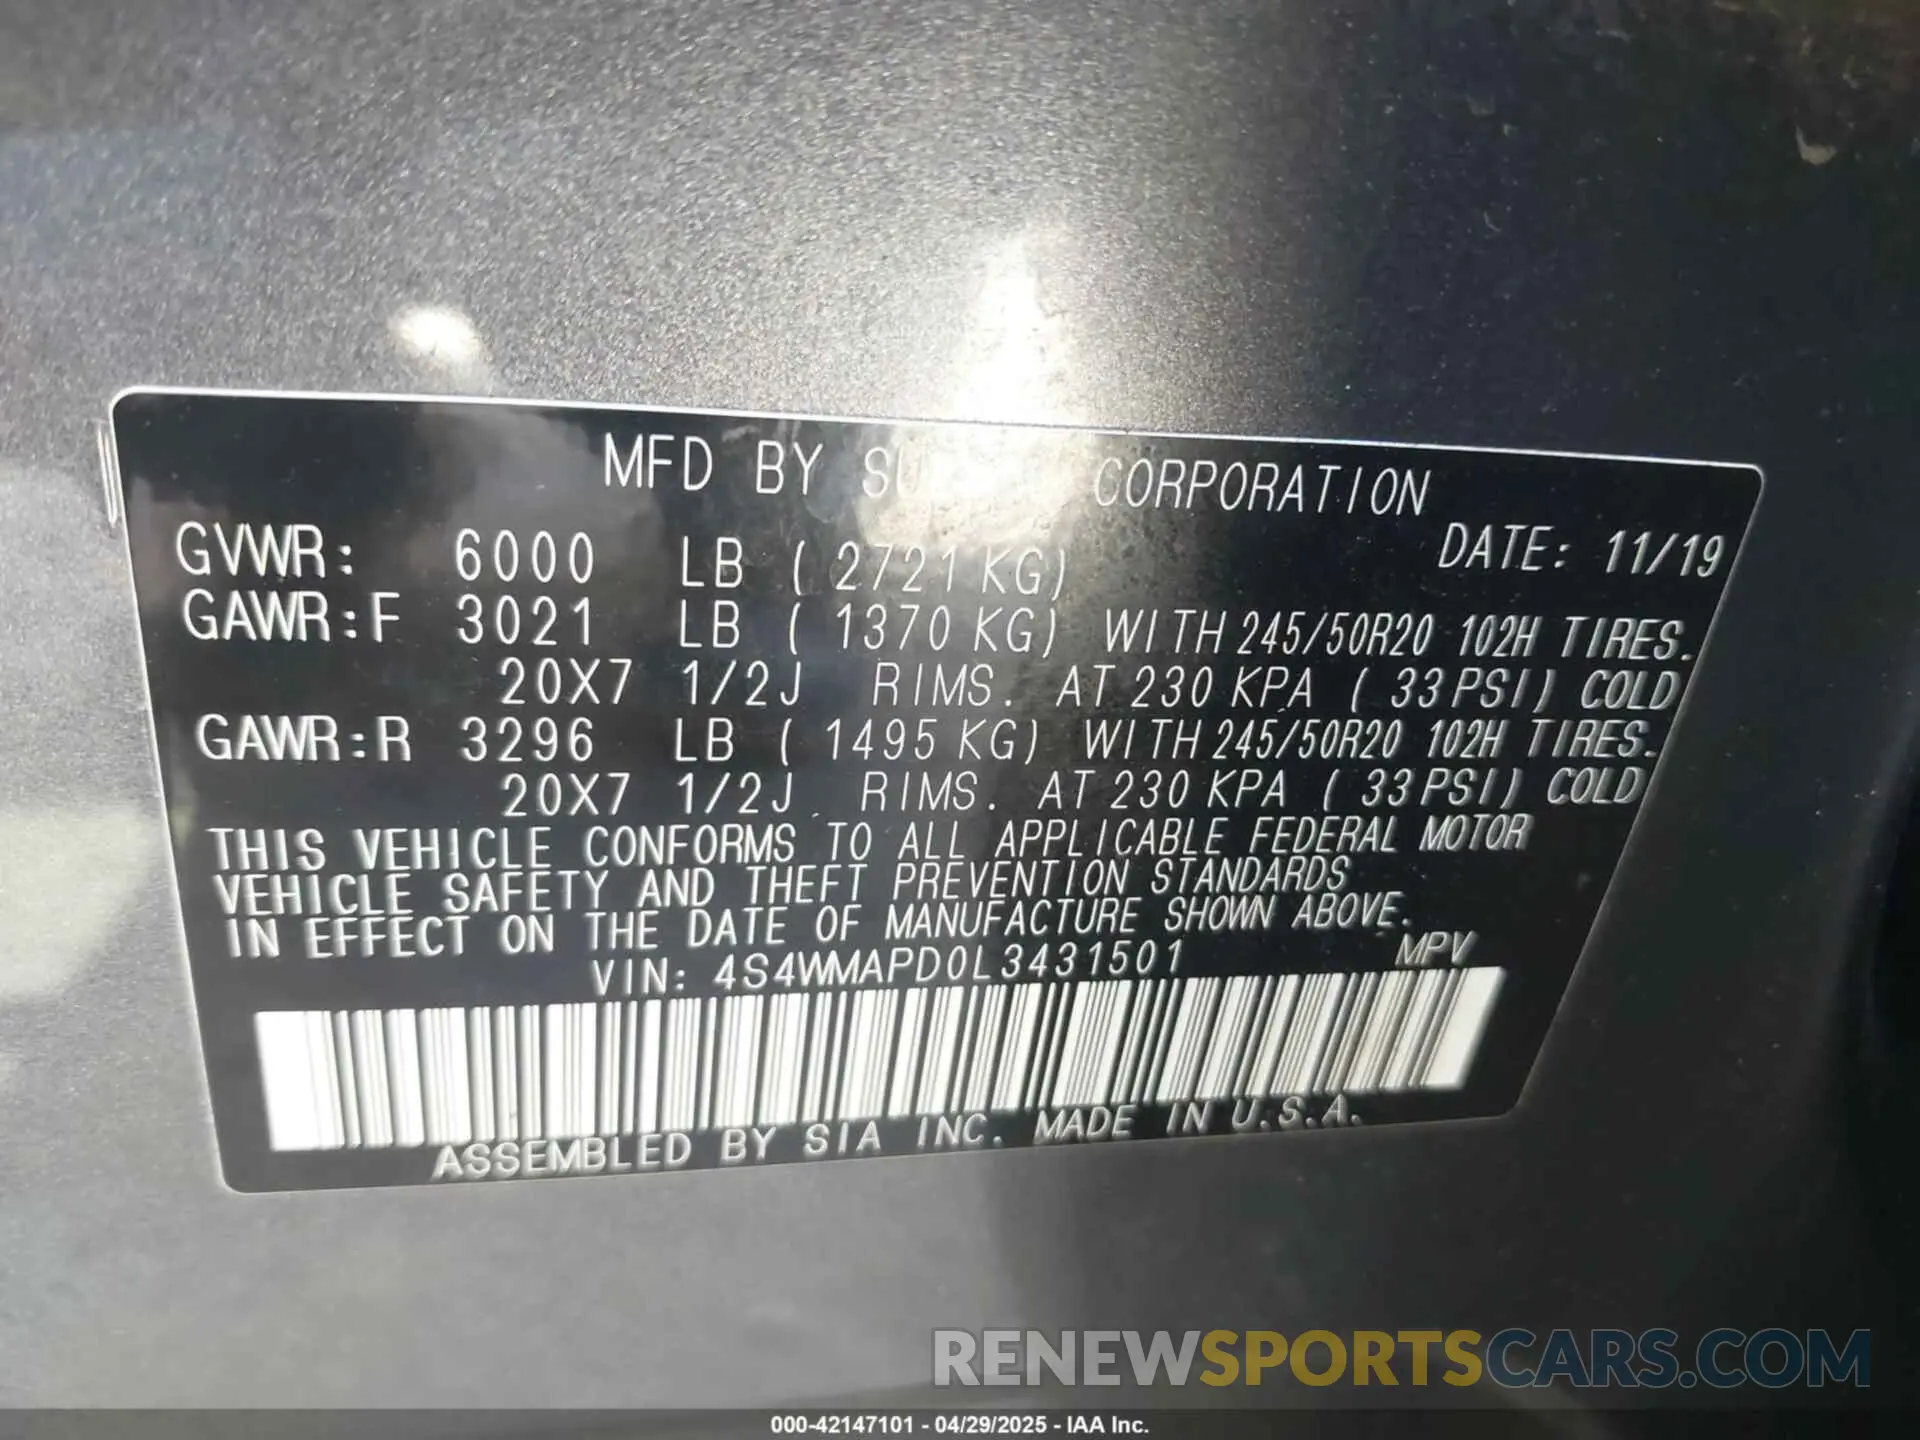 MFD BY CORPORATION
DATE: 11/19
GVWR: 6000 LB ( 2721 KG)
GAWR:F 3021 LB ( 1370 KG) WITH 245/50R20 102H TIRES.
20X7 1/2J RIMS. AT 230 KPA ( 33 PSI) COLD
GAWR:R 3296 LB ( 1495 KG) WITH 245/50R20 102H TIRES.
20X7 1/2J RIMS. AT 230 KPA ( 33 PSI) COLD
THIS VEHICLE CONFORMS TO ALL APPLICABLE FEDERAL MOTOR
VEHICLE SAFETY AND THEFT PREVENTION STANDARDS
IN EFFECT ON THE DATE OF MANUFACTURE SHOWN ABOVE.
VIN: 4S4WMAPD0L3431501 MPV
ASSEMBLED BY SIA INC. MADE IN U.S.A.
RENEWSPORTSCARS.COM
000-42147101 - 04/29/2025 - IAA Inc.